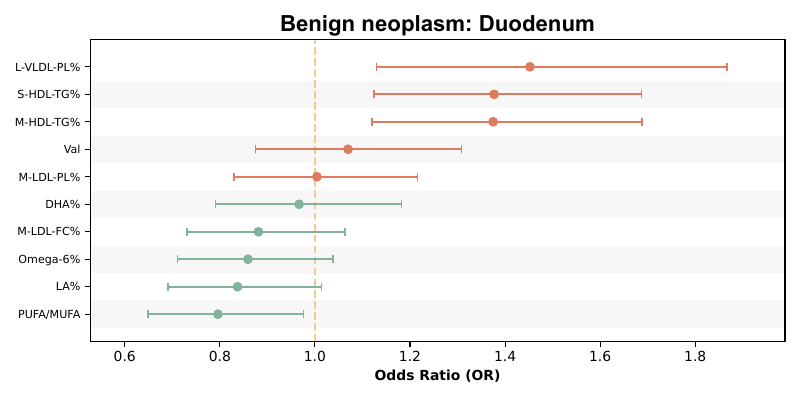 Benign neoplasm: Duodenum
L-VLDL-PL%
S-HDL-TG%
M-HDL-TG%
Val
M-LDL-PL%
DHA%
M-LDL-FC%
Omega-6%
LA%
PUFA/MUFA
0.6 0.8 1.0 1.2 1.4 1.6 1.8
Odds Ratio (OR)